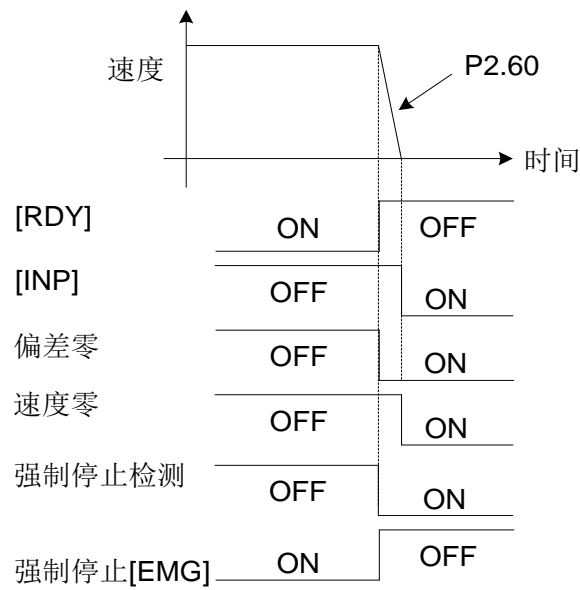 速度
P2.60
时间
[RDY] ON OFF
[INP] OFF ON
偏差零 OFF ON
速度零 OFF ON
强制停止检测 OFF ON
强制停止[EMG] ON OFF